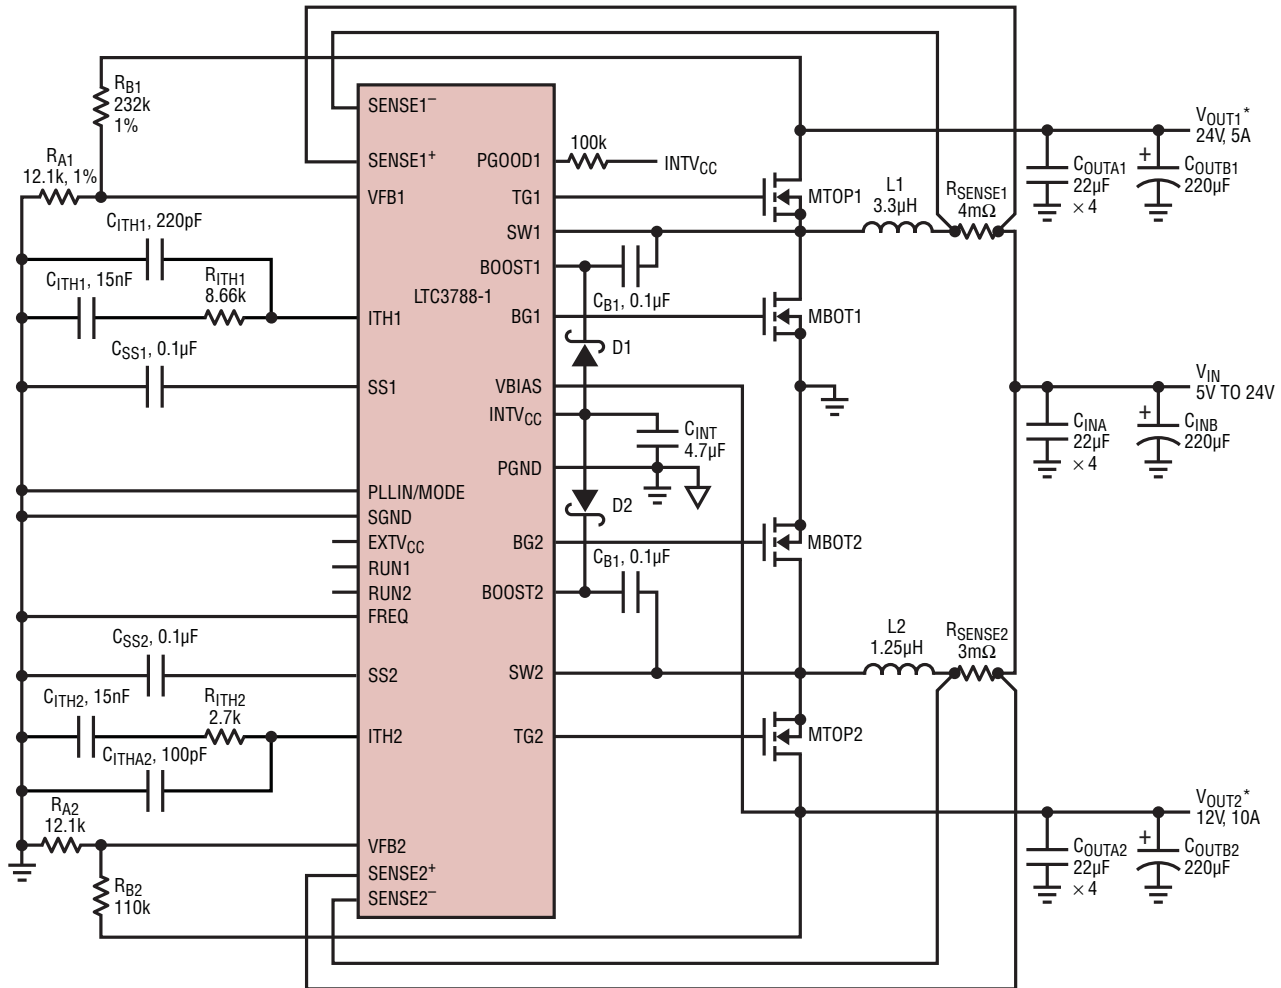 RB1
232k
1%
RA1
12.1k, 1%
CITH1, 220pF
CITH1, 15nF
RITH1
8.66k
CSS1, 0.1µF
CSS2, 0.1µF
CITH2, 15nF
RITH2
2.7k
CITHA2, 100pF
RA2
12.1k
RB2
110k
SENSE1–
SENSE1+
VFB1
ITH1
SS1
PLLIN/MODE
SGND
EXTVCC
RUN1
RUN2
FREQ
SS2
ITH2
VFB2
SENSE2+
SENSE2–
LTC3788-1
PGOOD1
TG1
SW1
BOOST1
BG1
VBIAS
INTVCC
PGND
BG2
BOOST2
SW2
TG2
100k
INTVCC
CB1, 0.1µF
D1
CINT
4.7µF
D2
CB1, 0.1µF
MTOP1
MBOT1
MBOT2
MTOP2
L1
3.3µH
RSENSE1
4mΩ
L2
1.25µH
RSENSE2
3mΩ
VOUT1*
24V, 5A
COUTA1
22µF
× 4
+
COUTB1
220µF
VIN
5V TO 24V
CINA
22µF
× 4
+
CINB
220µF
VOUT2*
12V, 10A
COUTA2
22µF
× 4
+
COUTB2
220µF